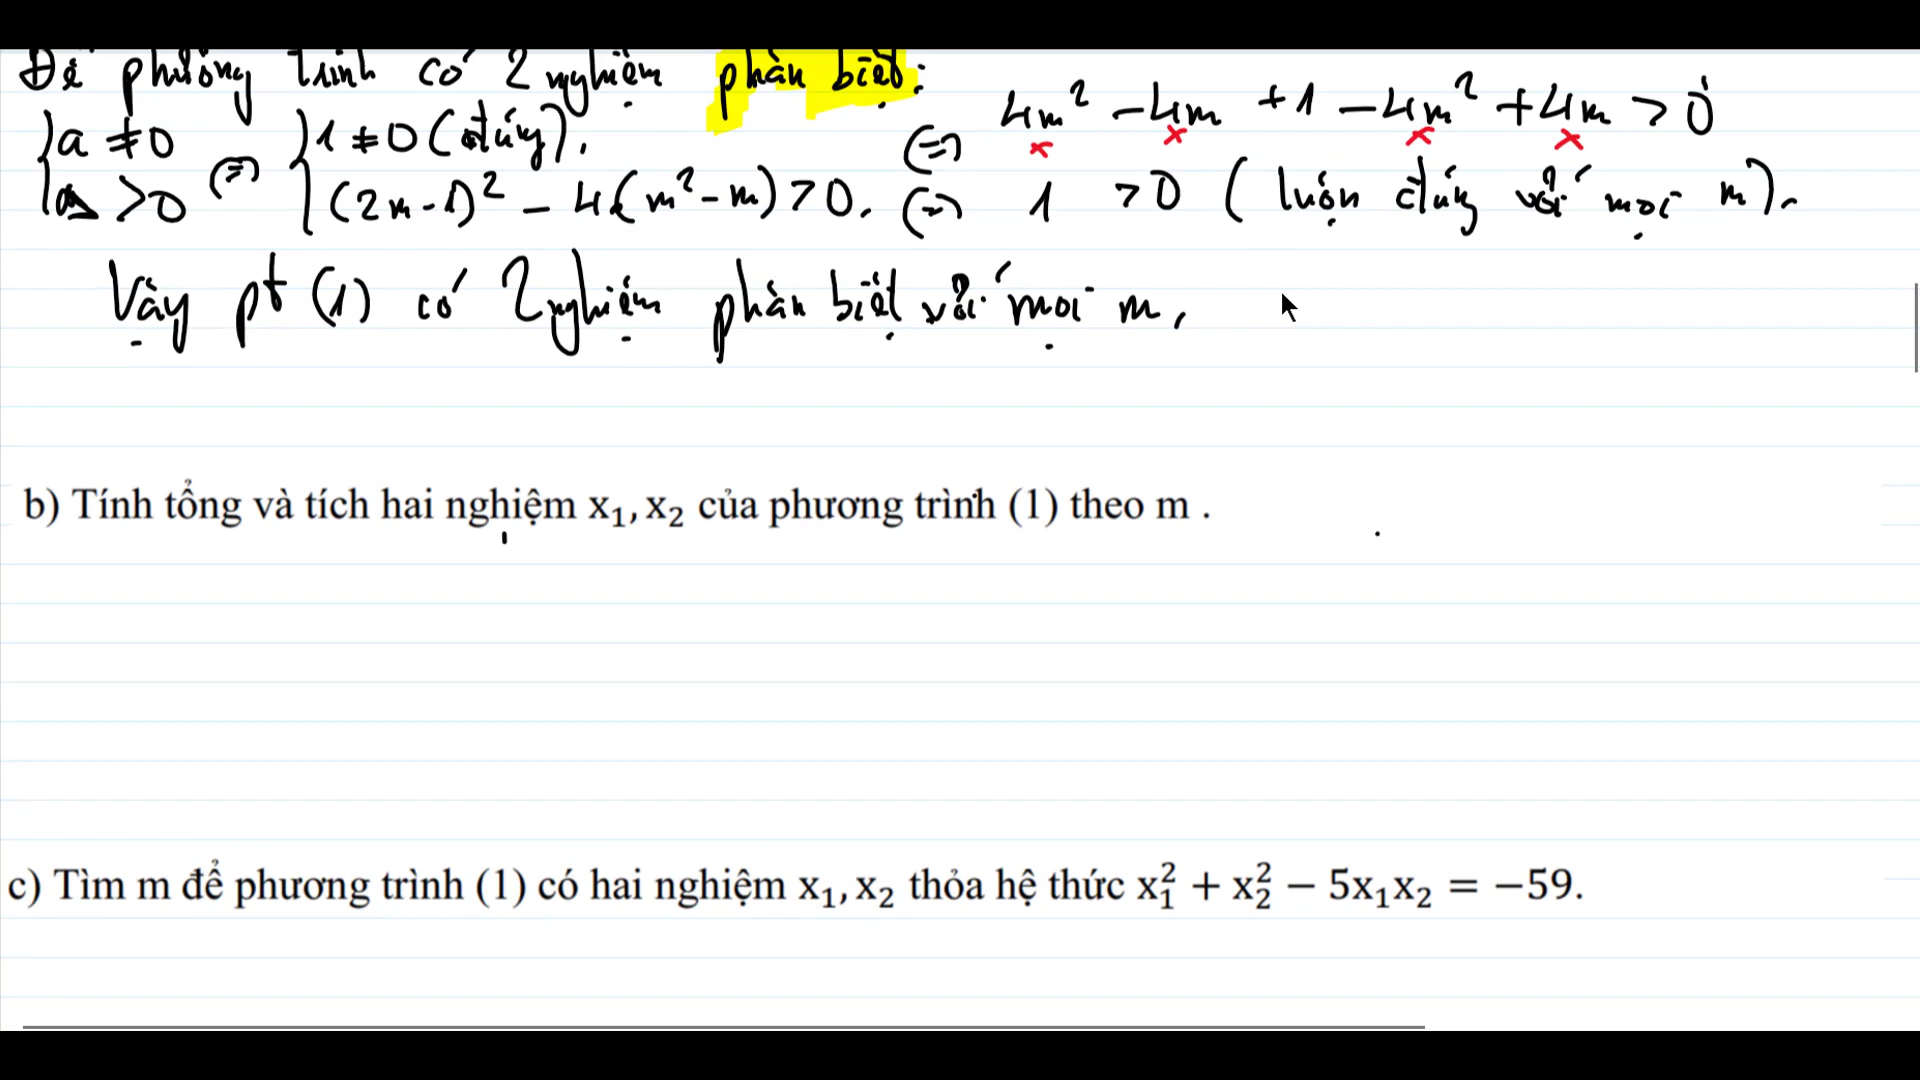 Để phương trình có 2 nghiệm phân biệt:
{a ≠ 0 (=) {1 ≠ 0 (đúng). (=) 4m² - 4m + 1 - 4m² + 4m > 0
{Δ > 0 {(2m - 1)² - 4(m² - m) > 0. (=) 1 > 0 (luôn đúng với mọi m).
Vậy pt (1) có 2 nghiệm phân biệt với mọi m.
b) Tính tổng và tích hai nghiệm x₁, x₂ của phương trình (1) theo m .
c) Tìm m để phương trình (1) có hai nghiệm x₁, x₂ thỏa hệ thức x₁² + x₂² − 5x₁x₂ = −59.